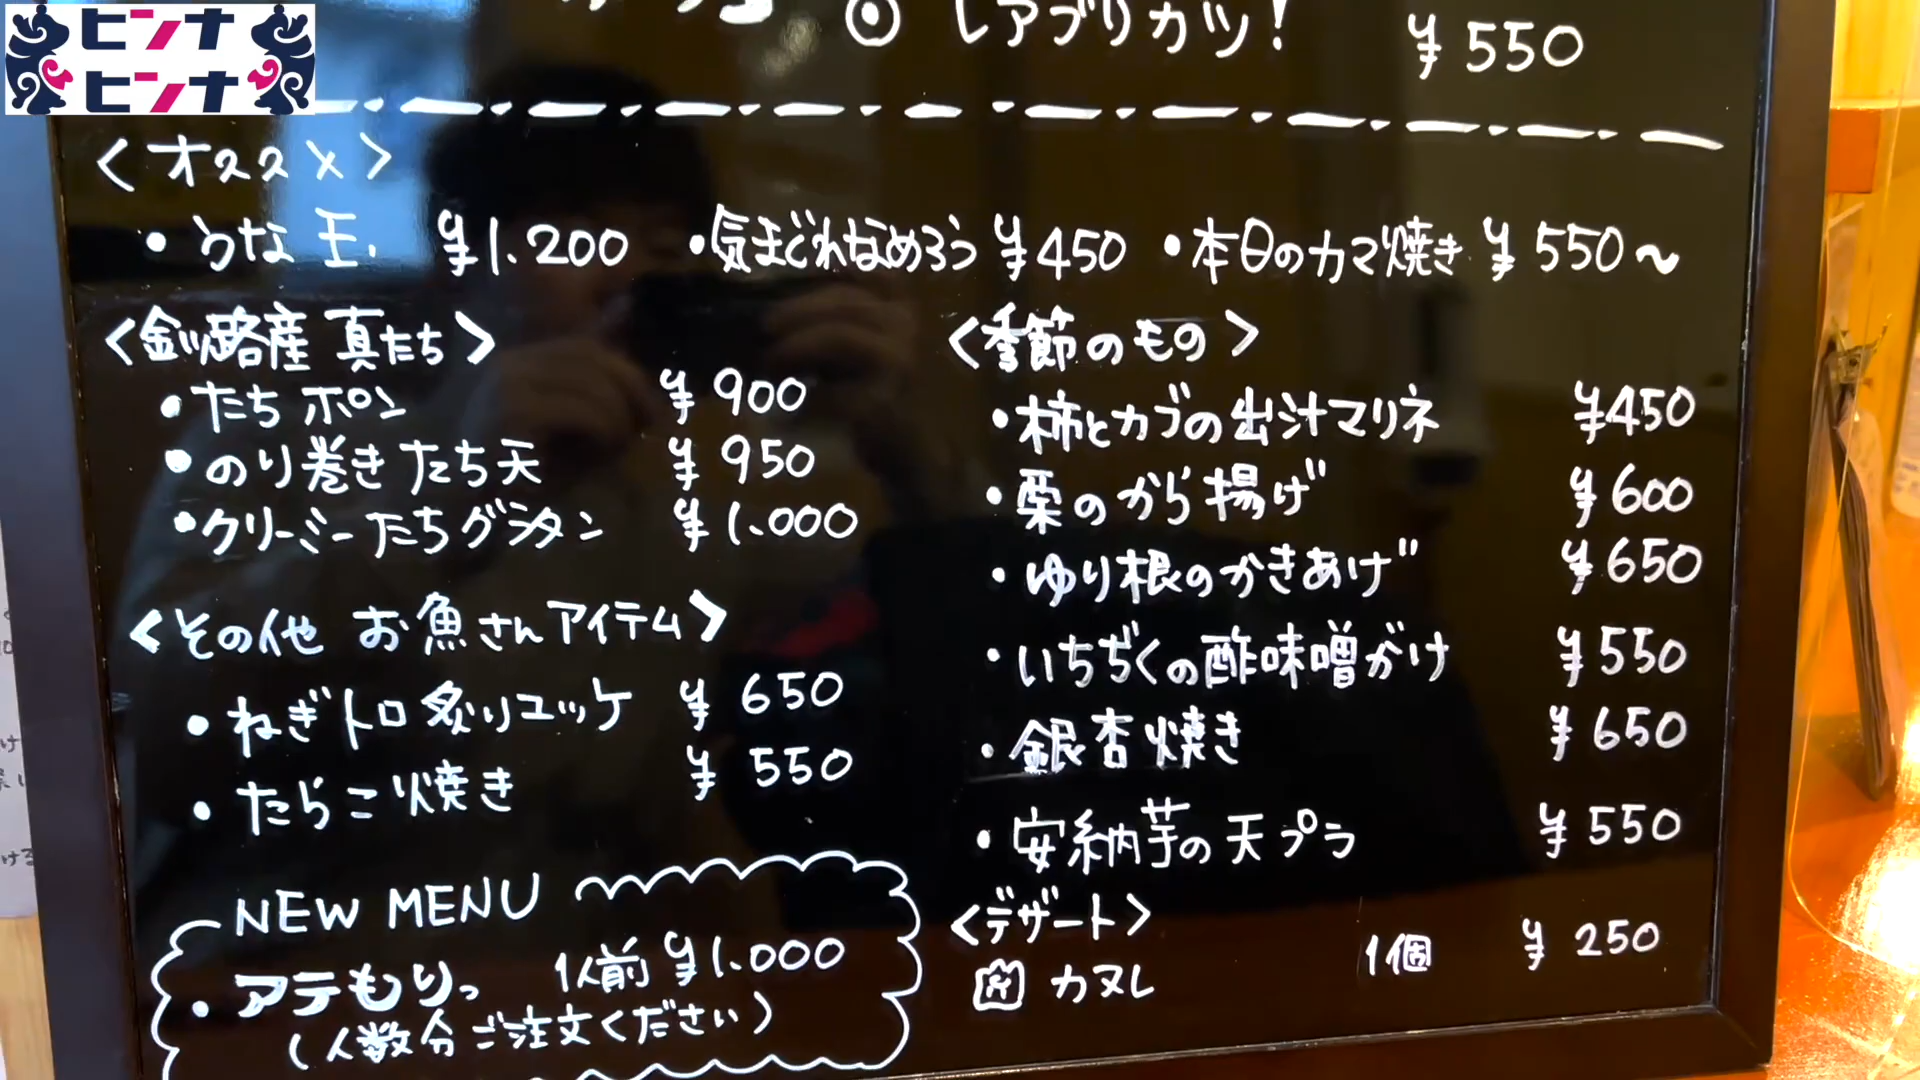 ヒンナ
ヒンナ
レアブリカツ! ¥550
<オススメ>
・うな玉 ¥1.200 ・気まぐれなめろう ¥450 ・本日のカマ焼き ¥550〜
<釧路産 真たち>
・たちポン ¥900
・のり巻きたち天 ¥950
・クリーミーたちグラタン ¥1.000
<その他 お魚さんアイテム>
・ねぎトロ炙りユッケ ¥650
・たらこ焼き ¥550
NEW MENU
・アテもりっ 1人前 ¥1.000
(人数分ご注文ください)
<季節のもの>
・柿とカブの出汁マリネ ¥450
・栗のから揚げ ¥600
・ゆり根のかきあげ ¥650
・いちぢくの酢味噌がけ ¥550
・銀杏焼き ¥650
・安納芋の天プラ ¥550
<デザート>
カヌレ 1個 ¥250